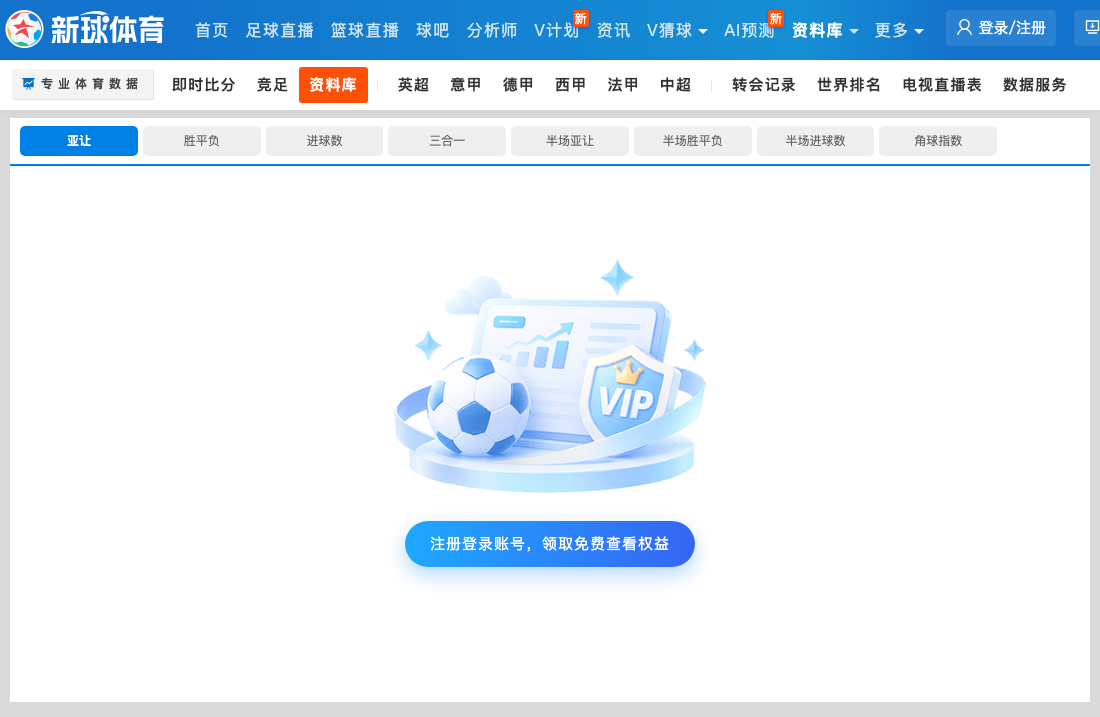 新球体育
首页 足球直播 篮球直播 球吧 分析师 V计划 新 资讯 V猜球 AI预测 新 资料库 更多 登录/注册
专业体育数据 即时比分 竞足 资料库 英超 意甲 德甲 西甲 法甲 中超 转会记录 世界排名 电视直播表 数据服务
亚让 胜平负 进球数 三合一 半场亚让 半场胜平负 半场进球数 角球指数
VIP
注册登录账号，领取免费查看权益